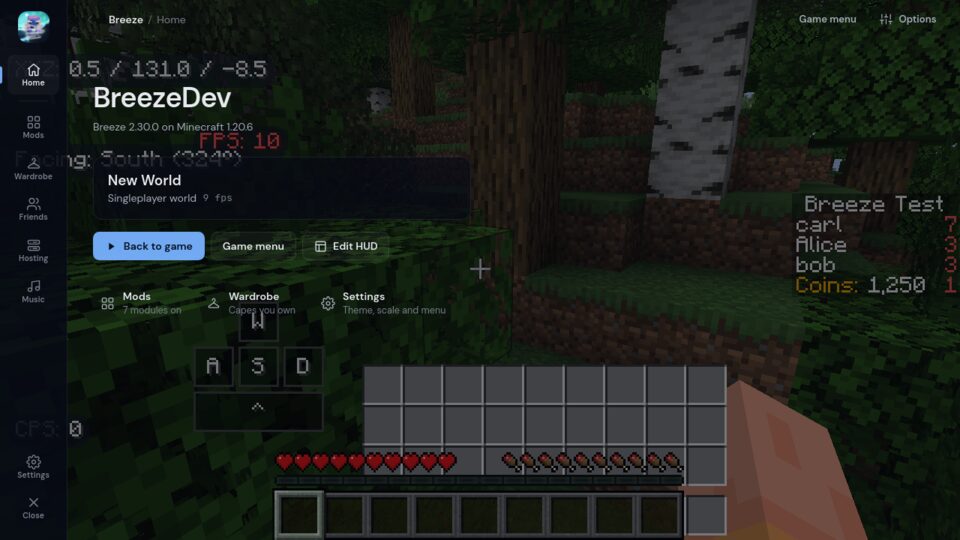 Breeze / Home
Game menu
Options
Home
0.5 / 131.0 / -8.5
BreezeDev
Breeze 2.30.0 on Minecraft 1.20.6
FPS: 10
Mods
Facing: South (324°)
Wardrobe
New World
Singleplayer world 9 fps
Friends
Breeze Test
carl 7
Alice 3
bob 3
Coins: 1,250 1
Hosting
Back to game
Game menu
Edit HUD
Music
Mods
7 modules on
Wardrobe
Capes you own
Settings
Theme, scale and menu
W
A S D
^
CPS: 0
Settings
Close